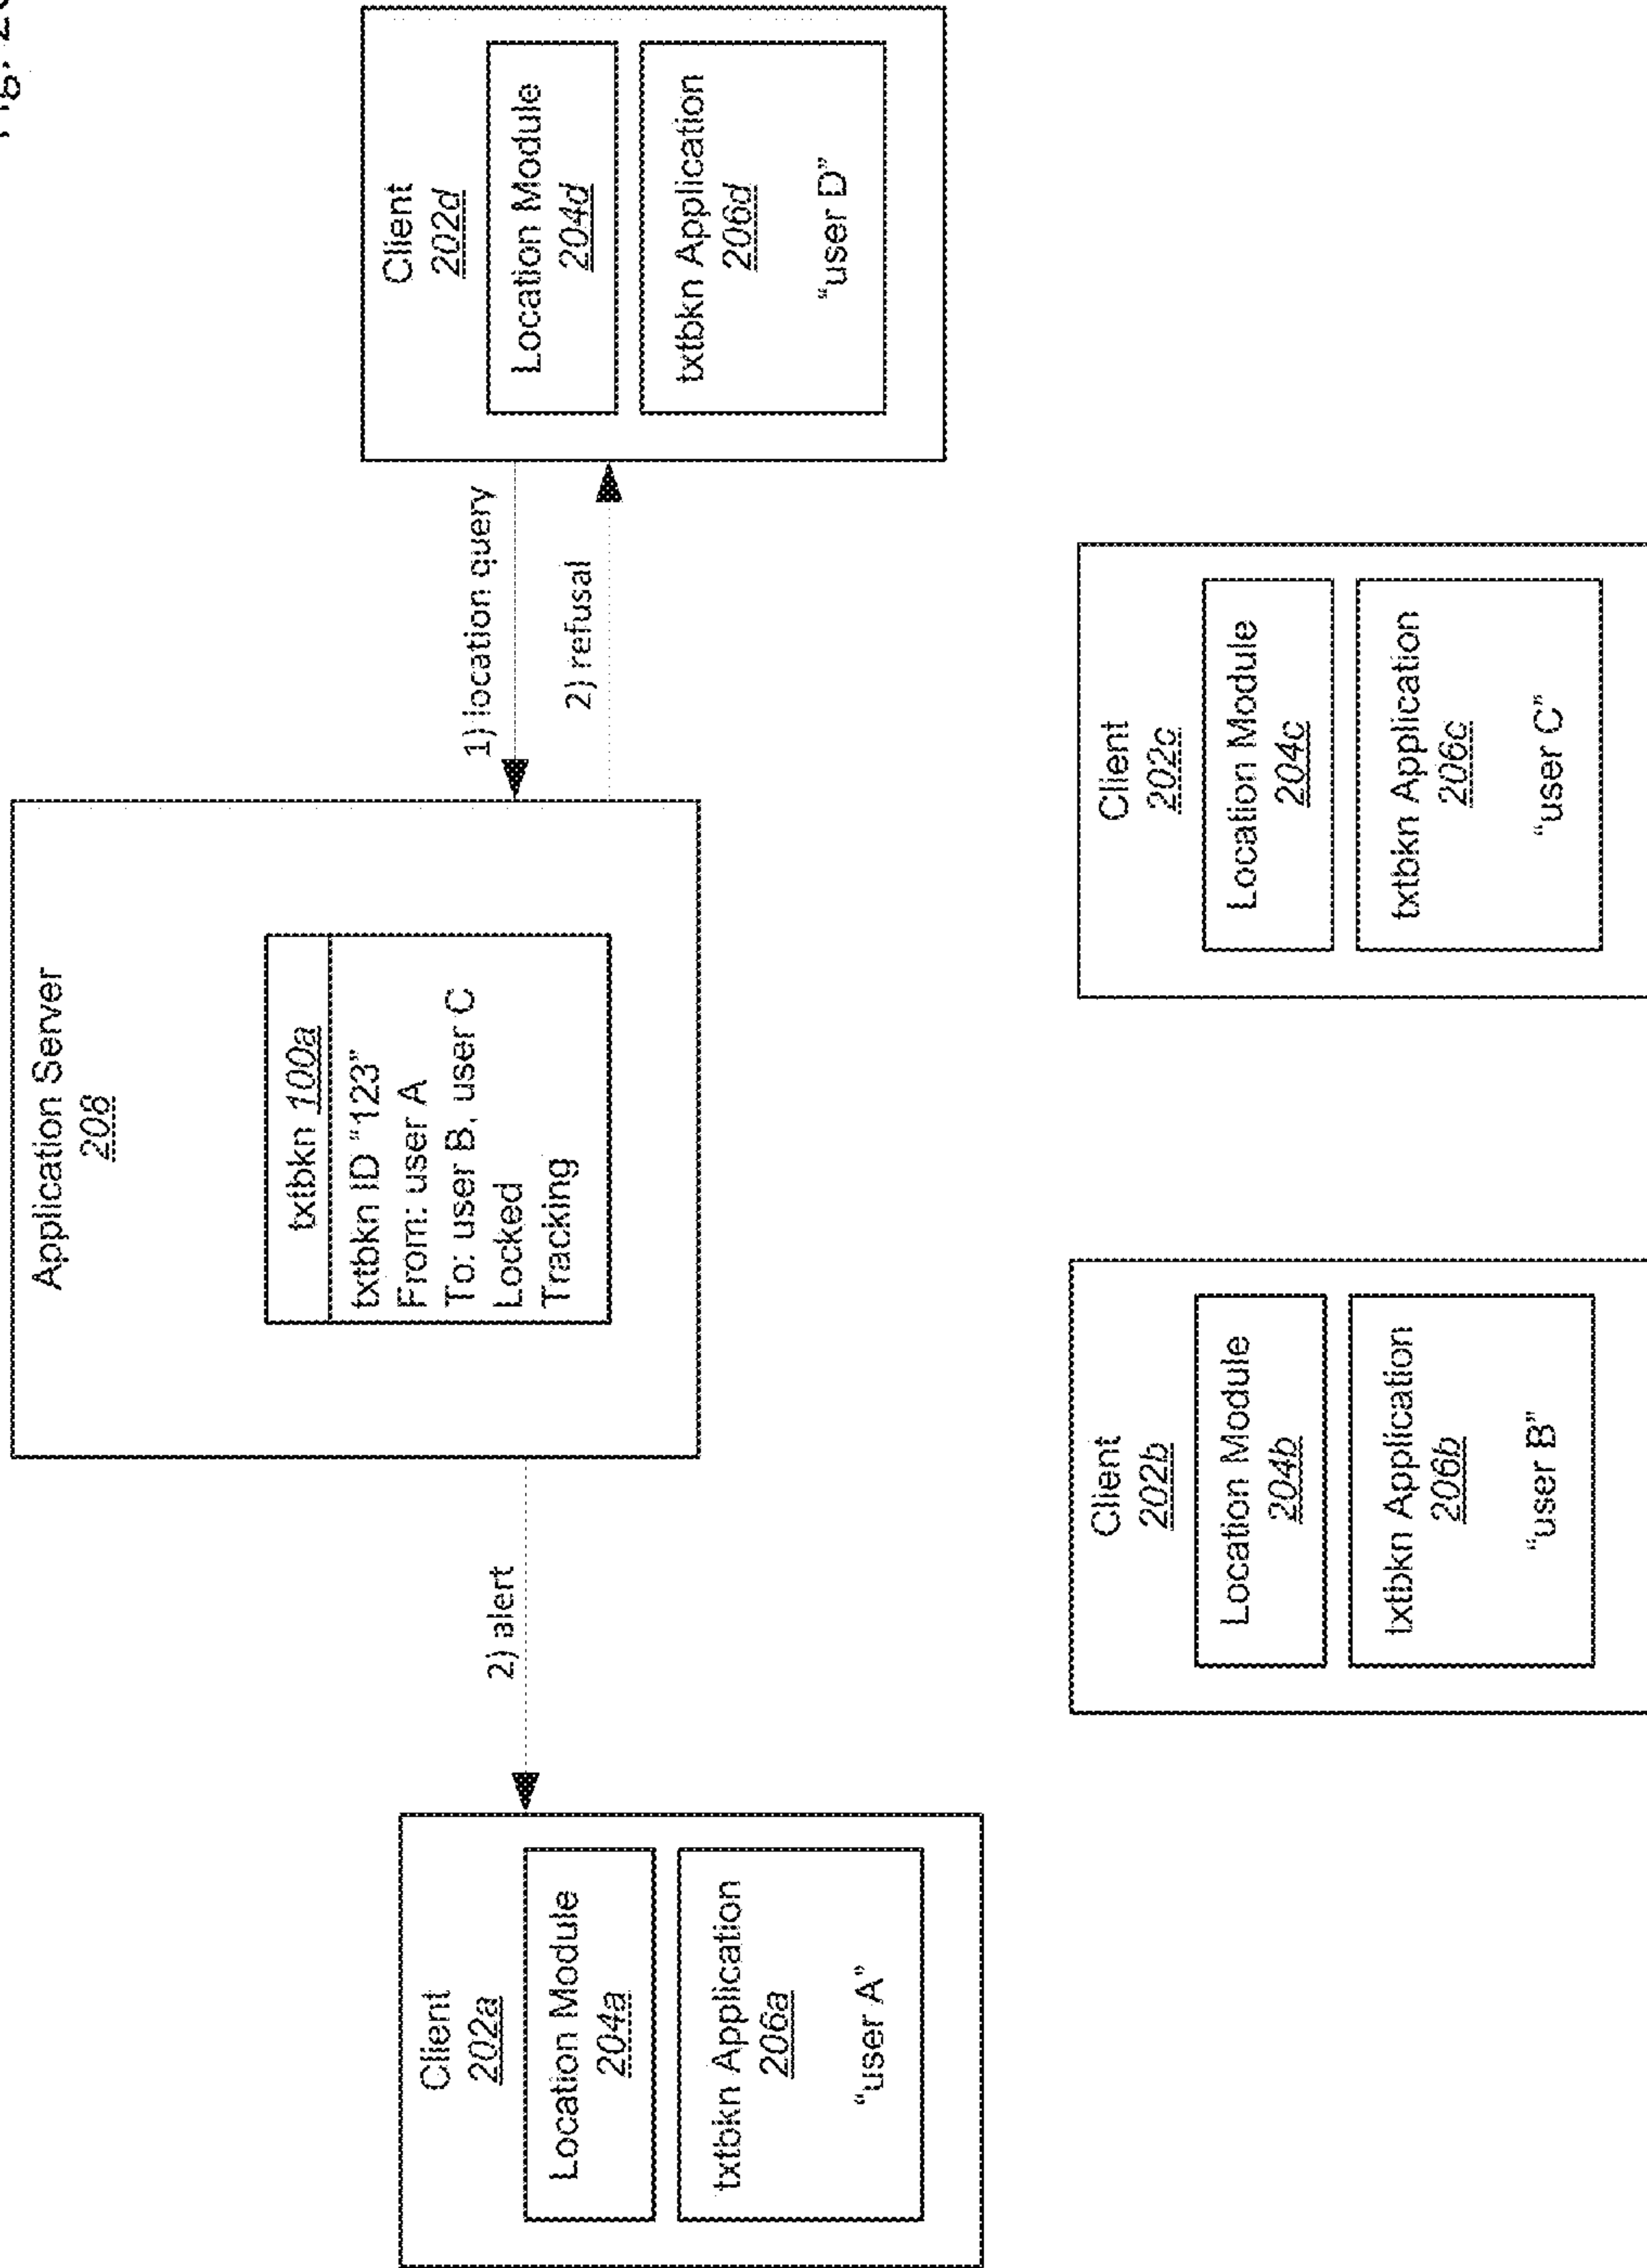 Application Server
208
txtbkn 100a
txtbkn ID "123"
From: user A
To: user B, user C
Locked
Tracking
2) alert
1) location query
2) refusal
Client
202a
Location Module
204a
txtbkn Application
206a
"user A"
Client
202d
Location Module
204d
txtbkn Application
206d
"user D"
Client
202b
Location Module
204b
txtbkn Application
206b
"user B"
Client
202c
Location Module
204c
txtbkn Application
206c
"user C"